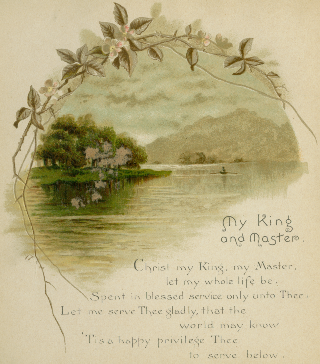 My King
and Master.
Christ my King, my Master,
let my whole life be,
Spent in blessed service only unto Thee.
Let me serve Thee gladly, that the
world may know
'Tis a happy privilege Thee
to serve below.